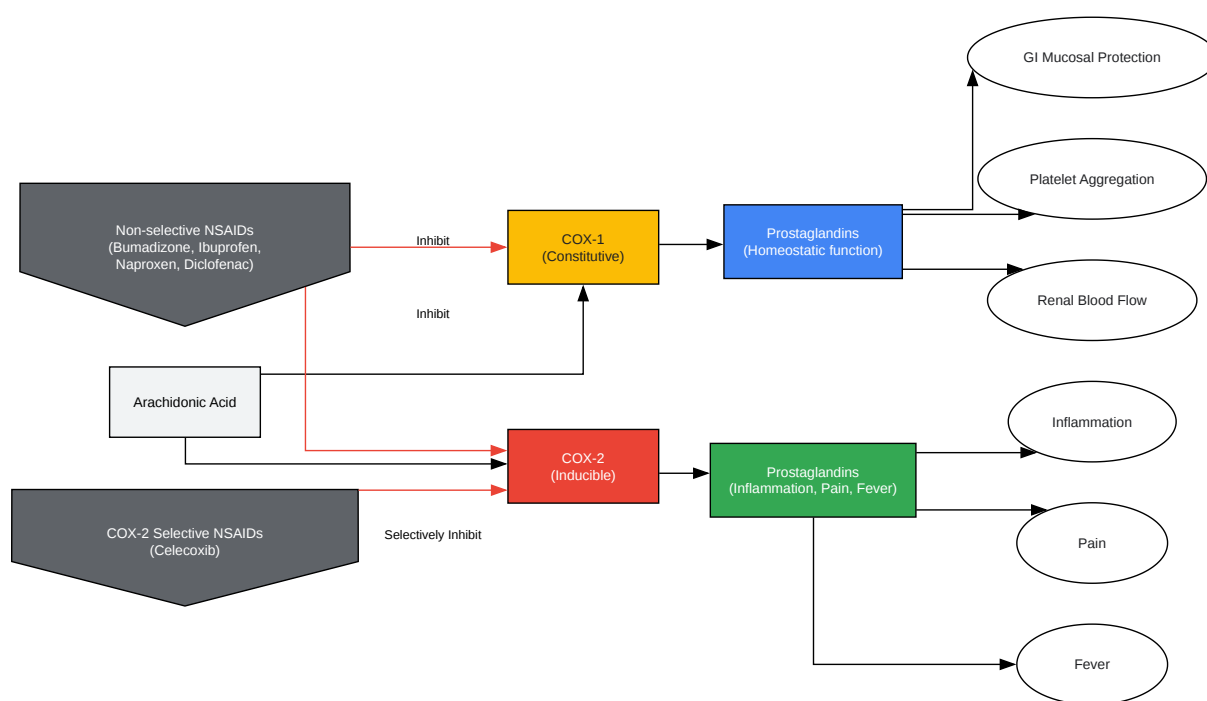 GI Mucosal Protection
Platelet Aggregation
Non-selective NSAIDs
(Bumadizone, Ibuprofen,
Naproxen, Diclofenac)
Inhibit
COX-1
(Constitutive)
Prostaglandins
(Homeostatic function)
Renal Blood Flow
Inhibit
Arachidonic Acid
Inflammation
COX-2
(Inducible)
Prostaglandins
(Inflammation, Pain, Fever)
COX-2 Selective NSAIDs
(Celecoxib)
Selectively Inhibit
Pain
Fever